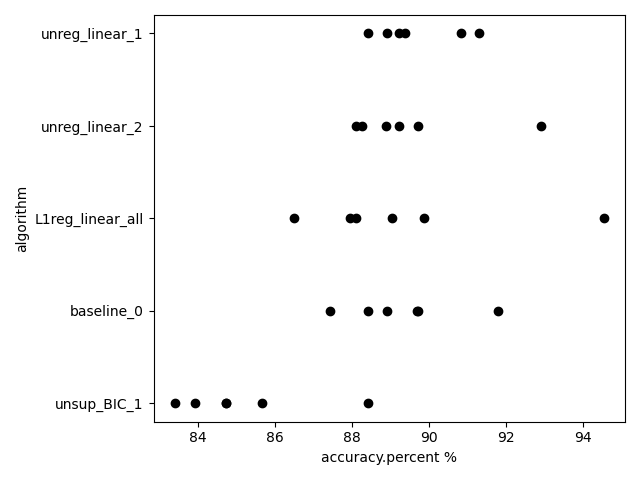 unreg_linear_1
unreg_linear_2
L1reg_linear_all
baseline_0
unsup_BIC_1
algorithm
84 86 88 90 92 94
accuracy.percent %